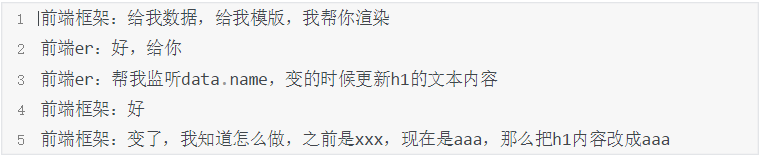 1 前端框架：给我数据，给我模版，我帮你渲染
2 前端er：好，给你
3 前端er：帮我监听data.name，变的时候更新h1的文本内容
4 前端框架：好
5 前端框架：变了，我知道怎么做，之前是xxx，现在是aaa，那么把h1内容改成aaa